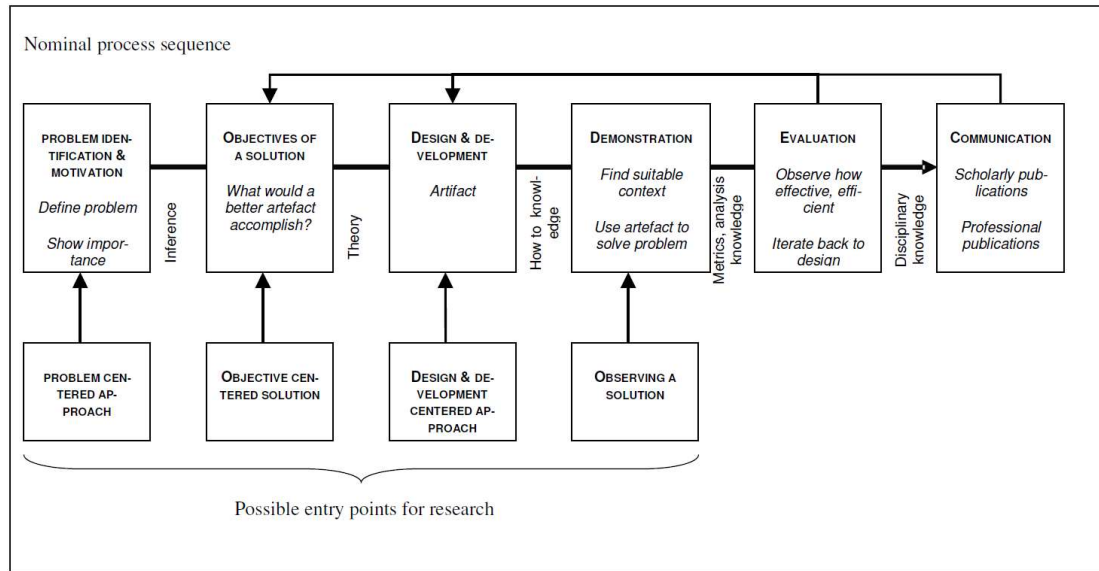 Nominal process sequence
PROBLEM IDEN-
TIFICATION &
MOTIVATION
Define problem
Show impor-
tance
Inference
OBJECTIVES OF
A SOLUTION
What would a
better artefact
accomplish?
Theory
DESIGN & DE-
VELOPMENT
Artifact
How to knowl-
edge
DEMONSTRATION
Find suitable
context
Use artefact to
solve problem
Metrics, analysis
knowledge
EVALUATION
Observe how
effective, effi-
cient
Iterate back to
design
Disciplinary
knowledge
COMMUNICATION
Scholarly pub-
lications
Professional
publications
PROBLEM CEN-
TERED AP-
PROACH
OBJECTIVE CEN-
TERED SOLUTION
DESIGN & DE-
VELOPMENT
CENTERED AP-
PROACH
OBSERVING A
SOLUTION
Possible entry points for research